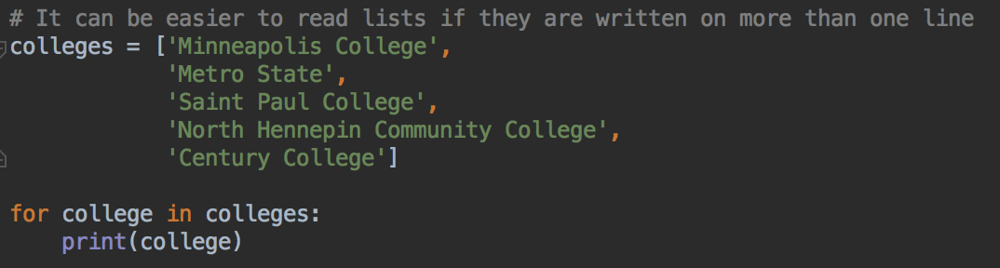 # It can be easier to read lists if they are written on more than one line
colleges = ['Minneapolis College',
            'Metro State',
            'Saint Paul College',
            'North Hennepin Community College',
            'Century College']

for college in colleges:
    print(college)